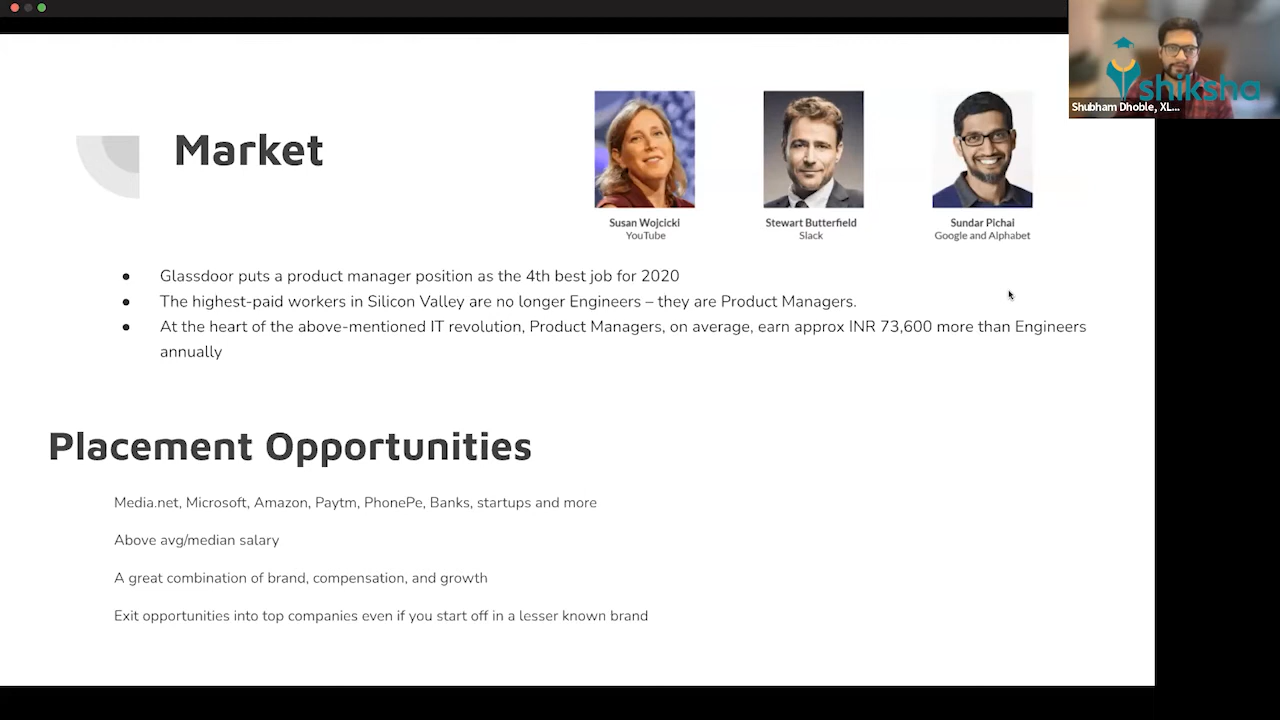 shiksha
Shubham Dhoble, XL...
Market
Susan Wojcicki
YouTube
Stewart Butterfield
Slack
Sundar Pichai
Google and Alphabet
● Glassdoor puts a product manager position as the 4th best job for 2020
● The highest-paid workers in Silicon Valley are no longer Engineers – they are Product Managers.
● At the heart of the above-mentioned IT revolution, Product Managers, on average, earn approx INR 73,600 more than Engineers
annually
Placement Opportunities
Media.net, Microsoft, Amazon, Paytm, PhonePe, Banks, startups and more
Above avg/median salary
A great combination of brand, compensation, and growth
Exit opportunities into top companies even if you start off in a lesser known brand